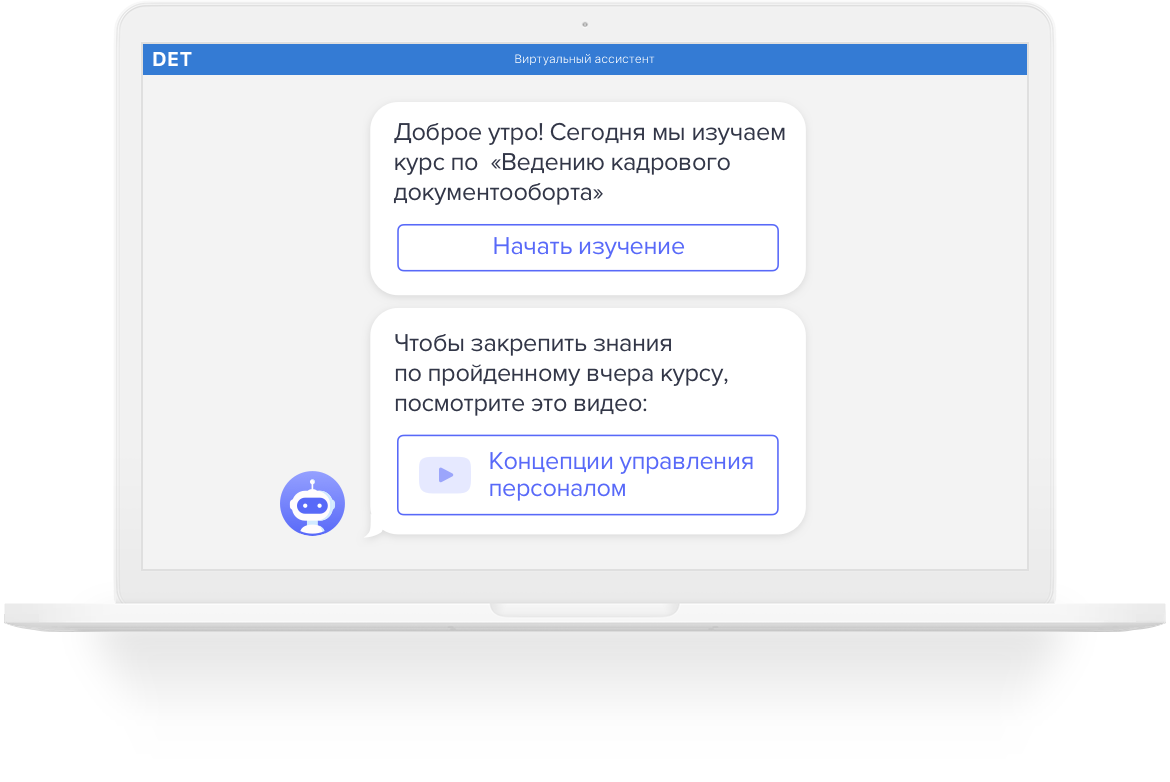 DET
Виртуальный ассистент
Доброе утро! Сегодня мы изучаем
курс по «Ведению кадрового
документооборта»
Начать изучение
Чтобы закрепить знания
по пройденному вчера курсу,
посмотрите это видео:
Концепции управления
персоналом